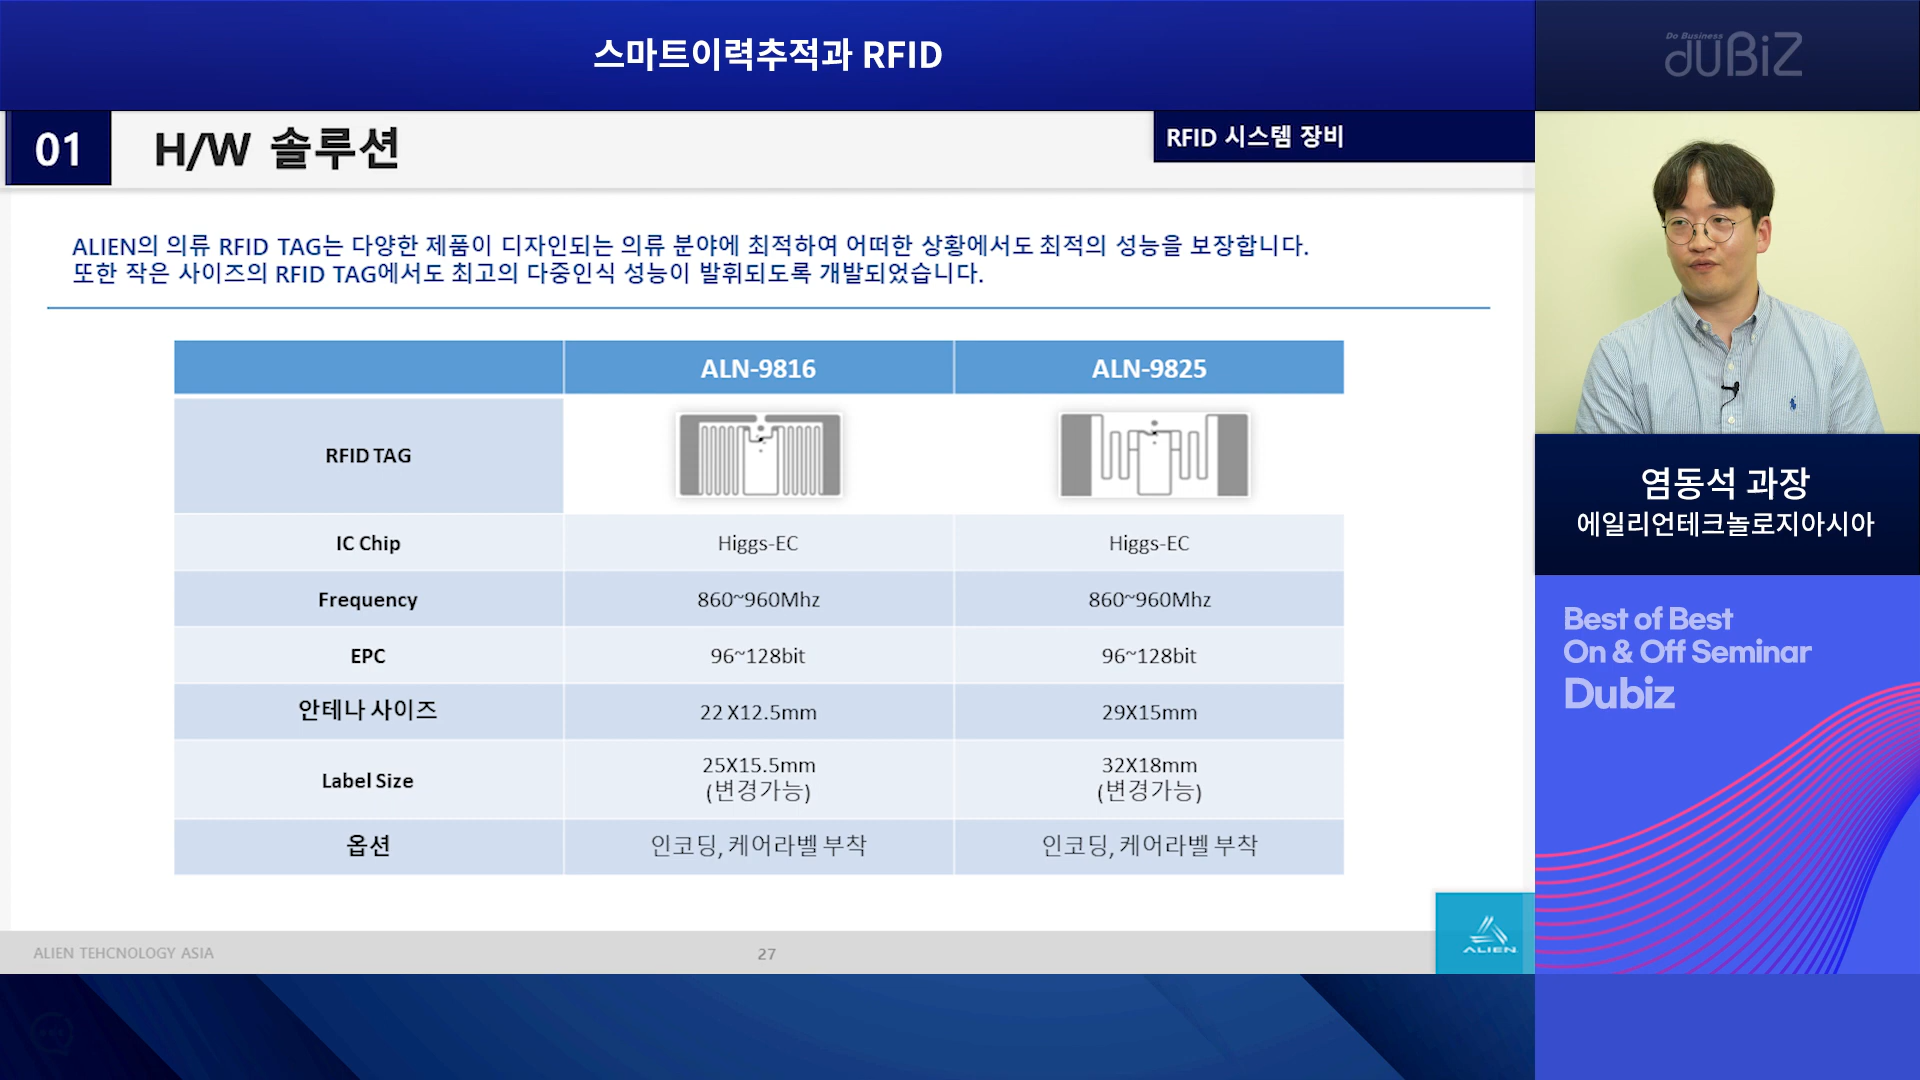 스마트이력추적과 RFID
Do Business
duBiZ
01
H/W 솔루션
RFID 시스템 장비
ALIEN의 의류 RFID TAG는 다양한 제품이 디자인되는 의류 분야에 최적하여 어떠한 상황에서도 최적의 성능을 보장합니다.
또한 작은 사이즈의 RFID TAG에서도 최고의 다중인식 성능이 발휘되도록 개발되었습니다.
ALN-9816 ALN-9825
RFID TAG
IC Chip Higgs-EC Higgs-EC
Frequency 860~960Mhz 860~960Mhz
EPC 96~128bit 96~128bit
안테나 사이즈 22 X12.5mm 29X15mm
Label Size 25X15.5mm (변경가능) 32X18mm (변경가능)
옵션 인코딩, 케어라벨 부착 인코딩, 케어라벨 부착
ALIEN TEHCNOLOGY ASIA
27
ALIEN
염동석 과장
에일리언테크놀로지아시아
Best of Best
On & Off Seminar
Dubiz